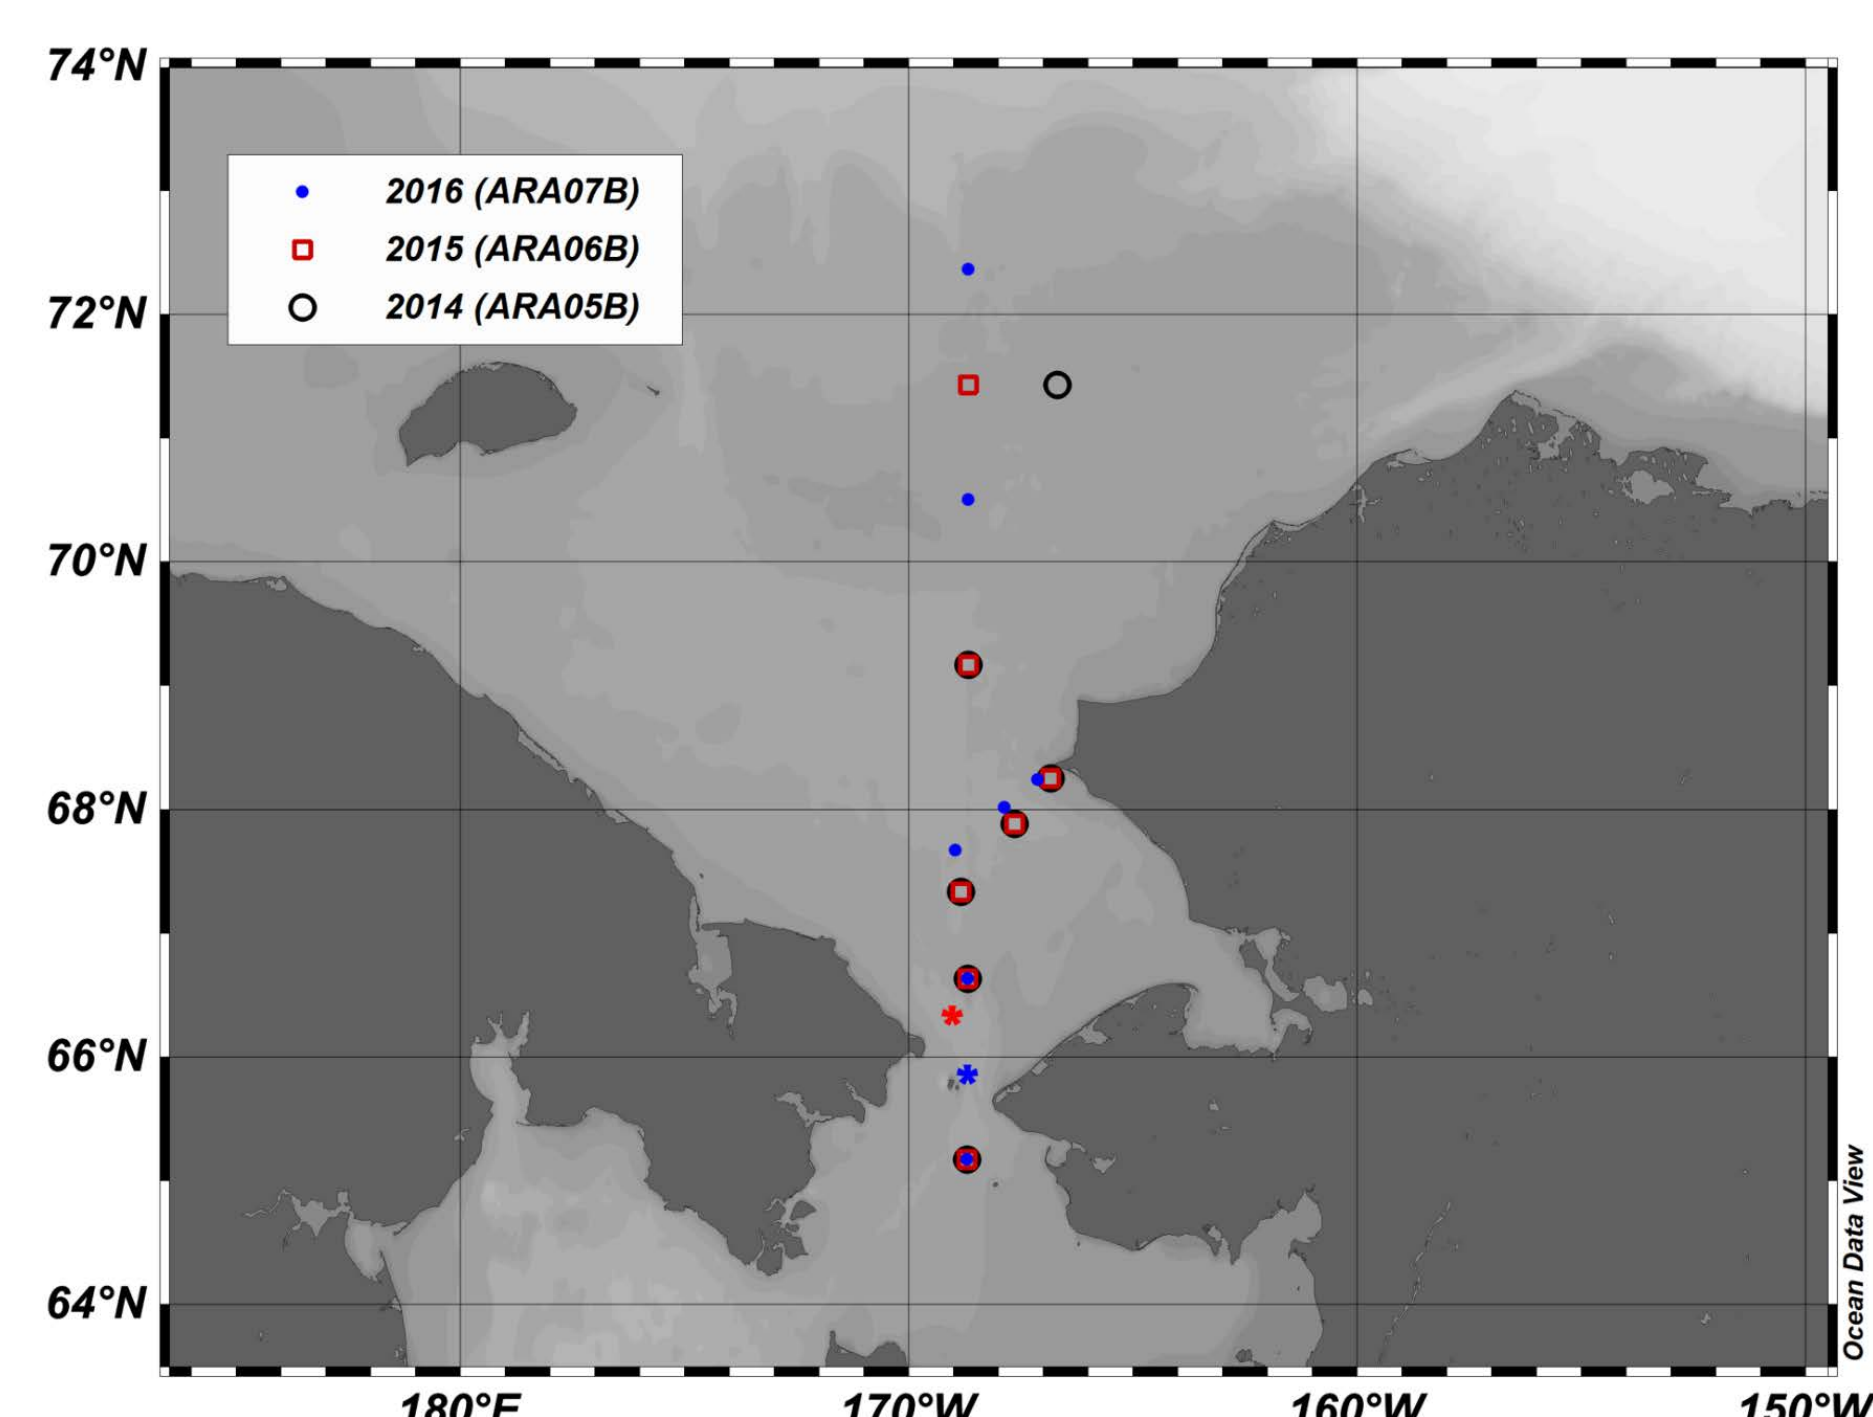 74°N
2016 (ARA07B)
2015 (ARA06B)
2014 (ARA05B)
72°N
70°N
68°N
66°N
64°N
Ocean Data View
180°E
170°W
160°W
150°W